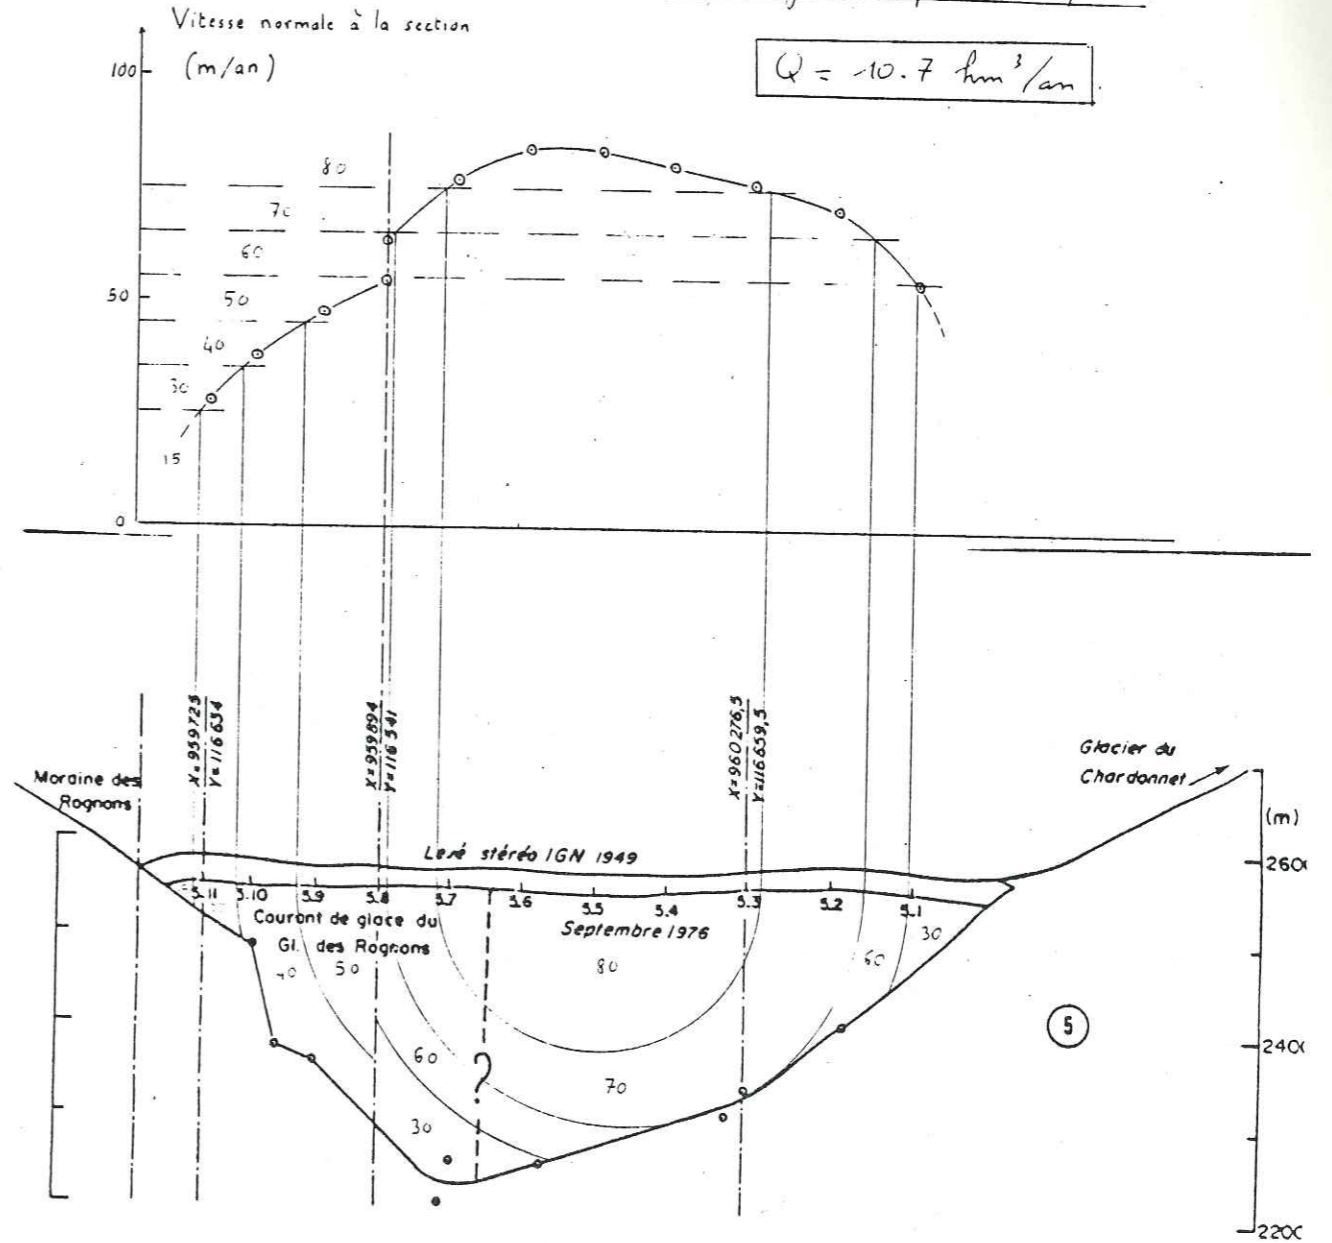 Vitesse normale à la section
(m/an)
Q = 10.7 hm³/an
100
50
0
80
70
60
50
40
30
15
X=959725
Y=116634
X=959894
Y=116541
X=960276,5
Y=116659,5
Moraine des
Rognons
Glacier du
Chardonnet
(m)
Levé stéréo IGN 1949
2600
5.11 5.10 5.9 5.8 5.7 5.6 5.5 5.4 5.3 5.2 5.1
Courant de glace du
Gl. des Rognons
Septembre 1976
30
40 50 80 60
5
2400
60
?
70
30
2200